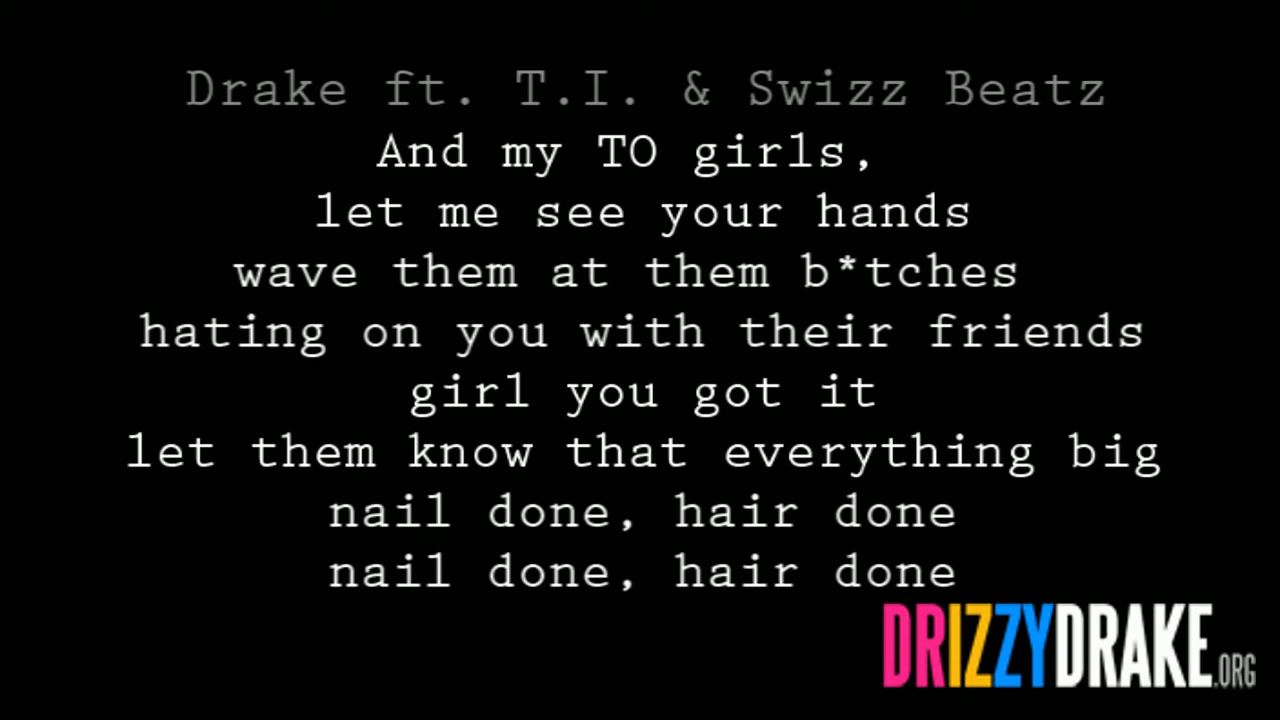 Drake ft. T.I. & Swizz Beatz
And my TO girls,
let me see your hands
wave them at them b*tches
hating on you with their friends
girl you got it
let them know that everything big
nail done, hair done
nail done, hair done
DRIZZYDRAKE.ORG